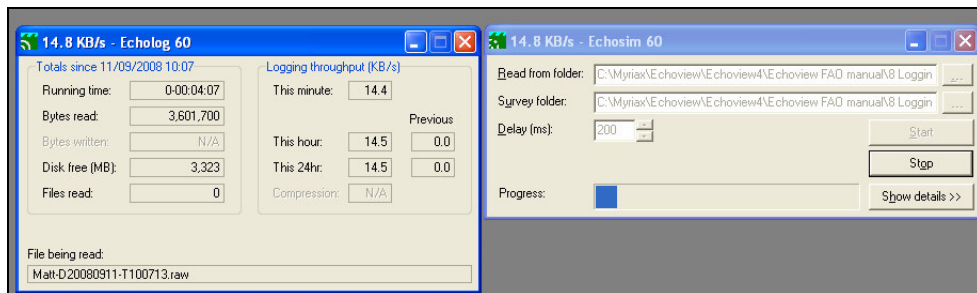 14.8 KB/s - Echolog 60
Totals since 11/09/2008 10:07
Running time: 0-00:04:07
Bytes read: 3,601,700
Bytes written: N/A
Disk free (MB): 3,323
Files read: 0
Logging throughput (KB/s)
This minute: 14.4
Previous
This hour: 14.5 0.0
This 24hr: 14.5 0.0
Compression: N/A
File being read:
Matt-D20080911-T100713.raw
14.8 KB/s - Echosim 60
Read from folder: C:\Myriax\Echoview\Echoview4\Echoview FAO manual\8 Loggin ...
Survey folder: C:\Myriax\Echoview\Echoview4\Echoview FAO manual\8 Loggin ...
Delay (ms): 200
Start
Stop
Progress:
Show details >>